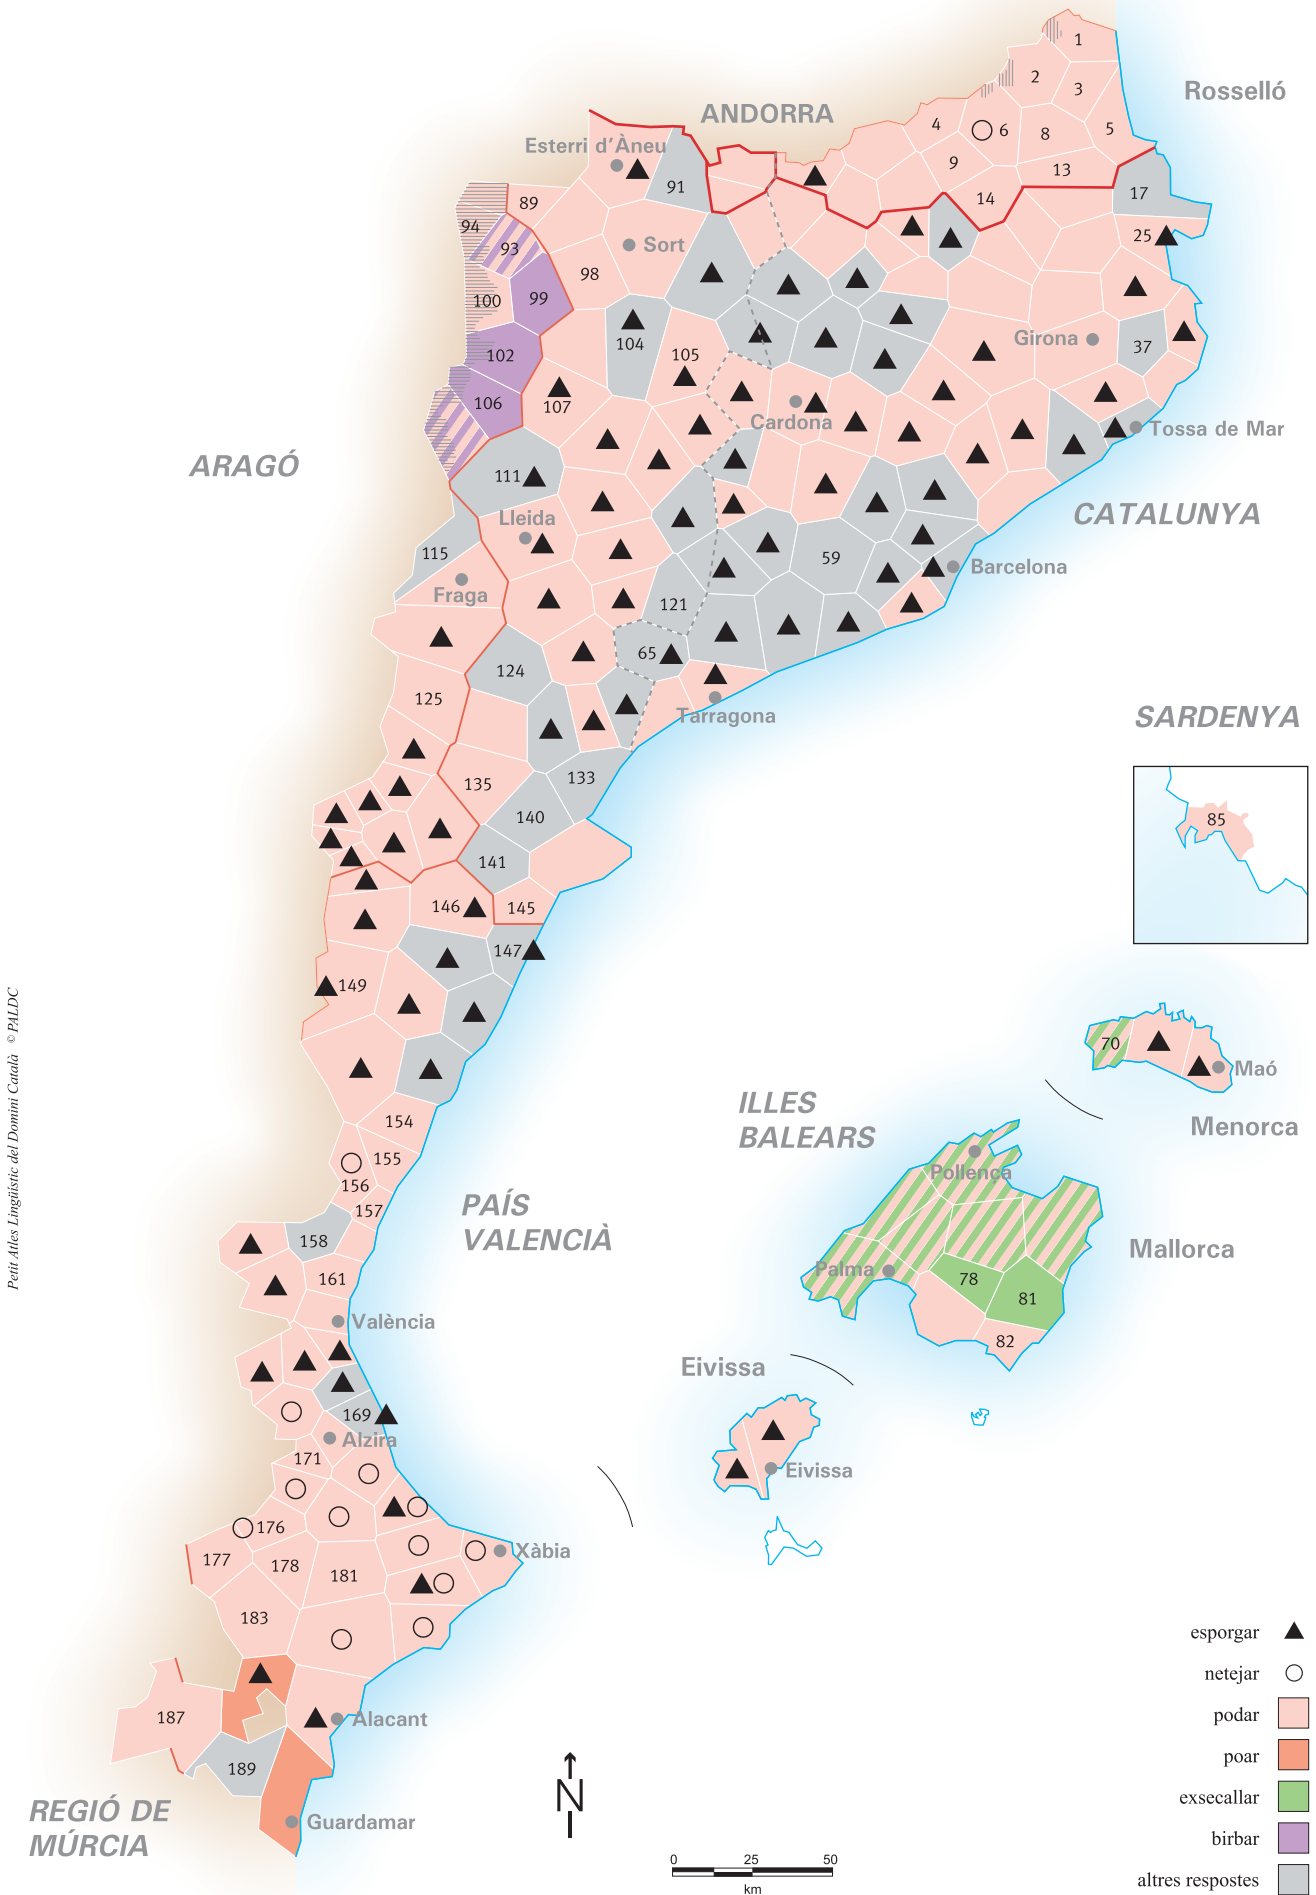 1
Rosselló
2
3
ANDORRA
4
6
8
5
Esterri d'Àneu
9
13
91
17
89
14
94
25
93
Sort
98
100
99
Girona
104
37
102
105
106
107
Cardona
Tossa de Mar
ARAGÓ
111
CATALUNYA
Lleida
115
59
Barcelona
Fraga
121
65
124
125
Tarragona
SARDENYA
133
135
140
85
141
146
145
147
149
Petit Atles Lingüístic del Domini Català © PALDC
70
Maó
ILLES
BALEARS
154
Menorca
155
Pollença
156
PAÍS
VALENCIÀ
157
158
Mallorca
161
Palma
78
81
València
82
Eivissa
169
Alzira
171
Eivissa
176
Xàbia
177
178
181
183
esporgar
netejar
187
Alacant
podar
189
poar
N
exsecallar
REGIÓ DE
MÚRCIA
Guardamar
birbar
0 25 50
km
altres respostes